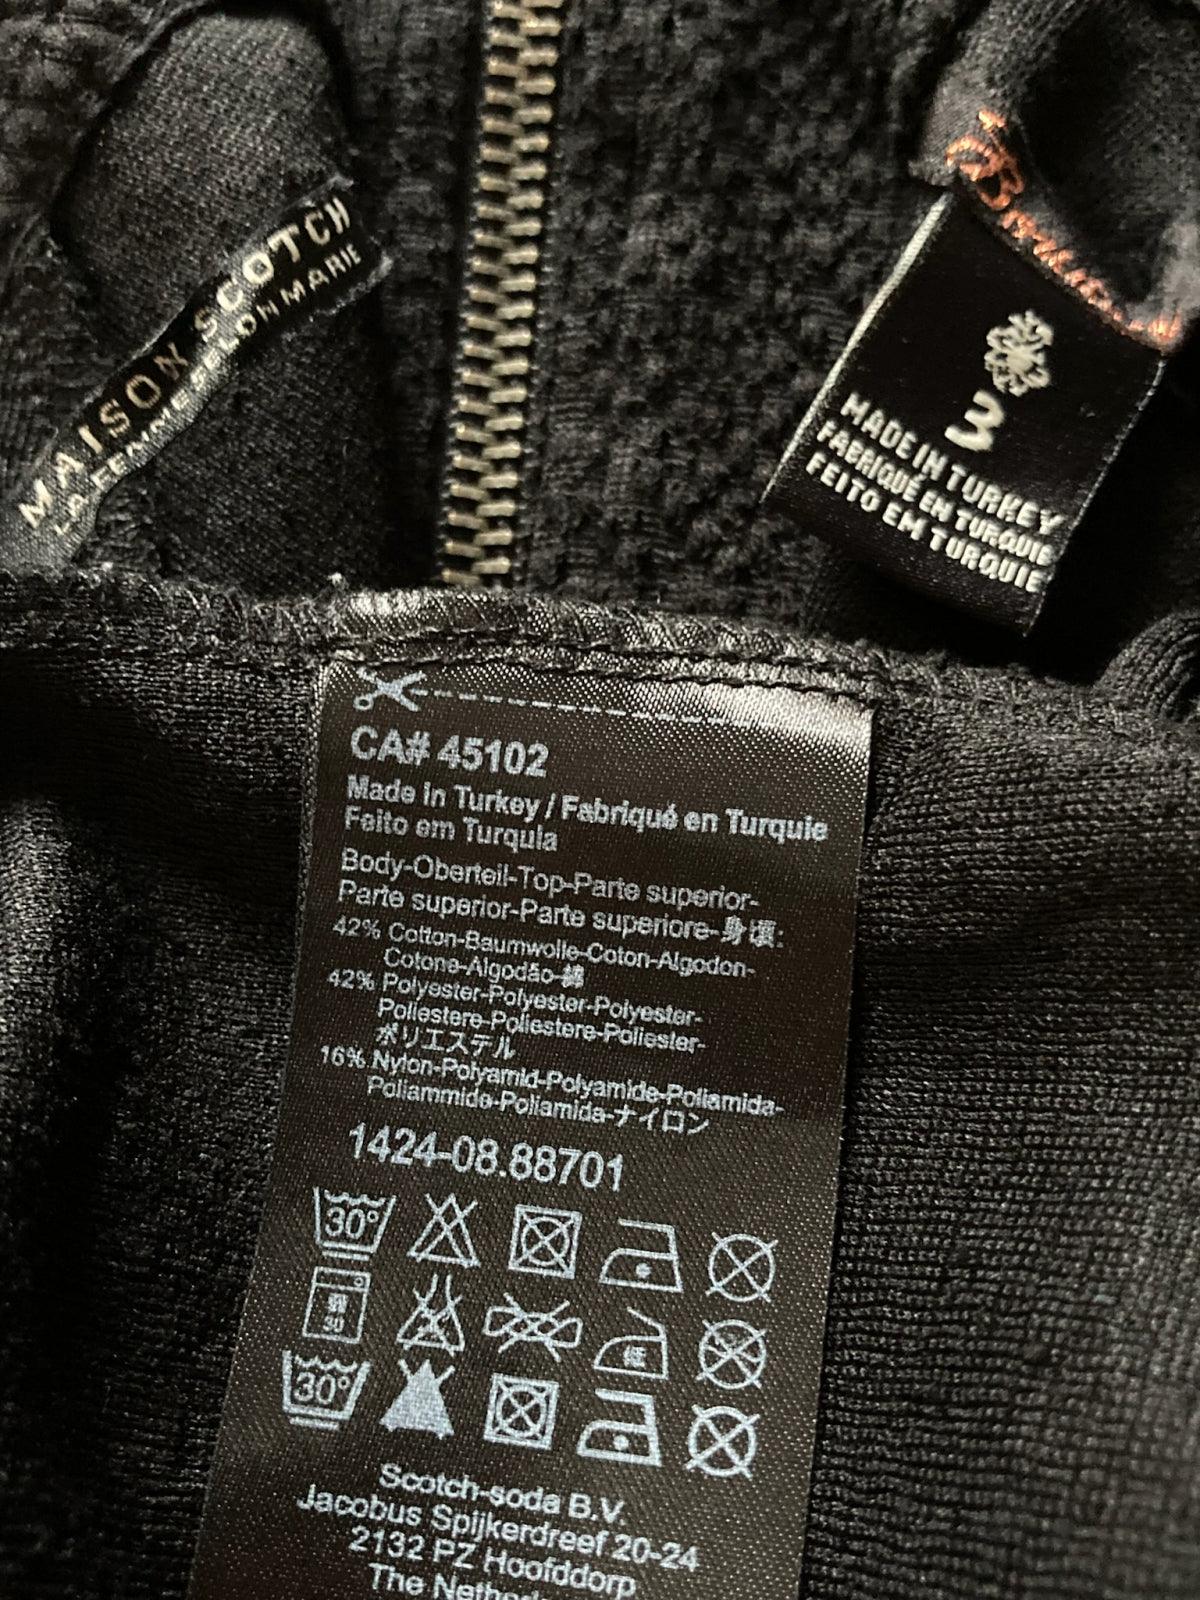 MAISON SCOTCH
MADE IN TURKEY
FABRIQUÉ EN TURQUIE
FEITO EM TURQUIE
3
CA# 45102
Made in Turkey / Fabriqué en Turquie
Feito em Turquia
Body-Oberteil-Top-Parte superior-
Parte superior-Parte superiore-身頃:
42% Cotton-Baumwolle-Coton-Algodon-
Cotone-Algodão-綿
42% Polyester-Polyester-Polyester-
Poliestere-Poliestere-Poliester-
ポリエステル
16% Nylon-Polyamid-Polyamide-Poliamida-
Poliammide-Poliamida-ナイロン
1424-08.88701
30°
30
30°
Scotch-soda B.V.
Jacobus Spijkerdreef 20-24
2132 PZ Hoofddorp
The